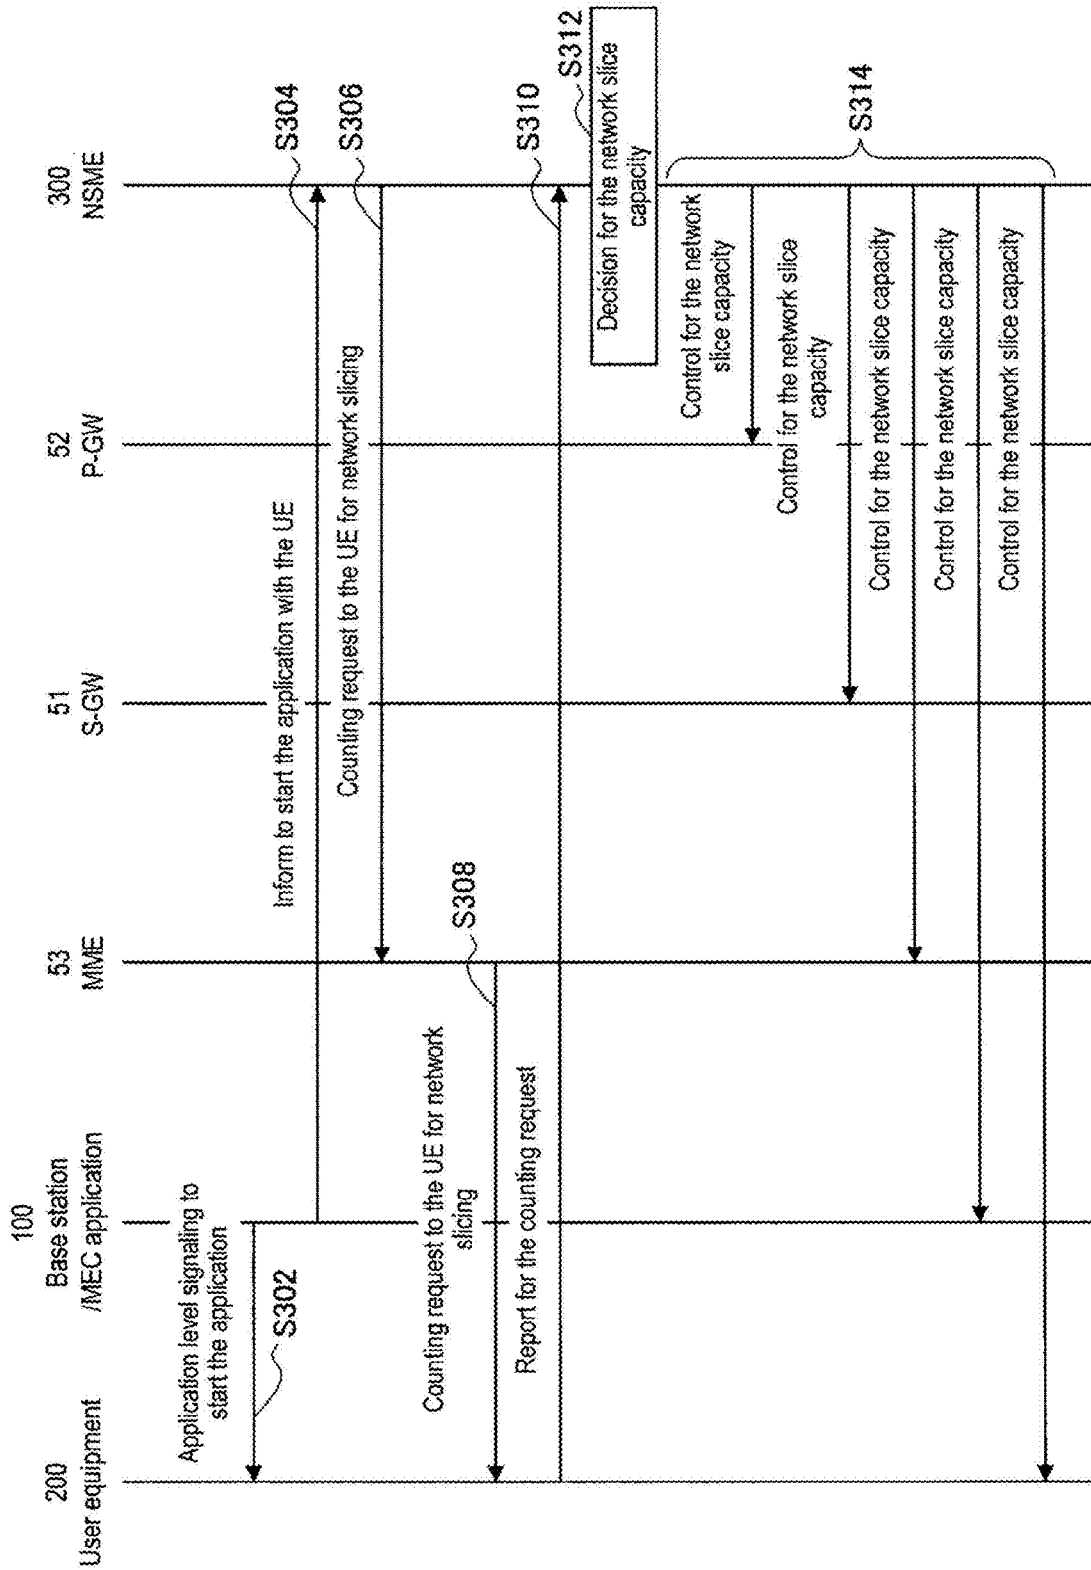 200
User equipment
100
Base station
/MEC application
53
MME
51
S-GW
52
P-GW
300
NSME
Application level signaling to
start the application
S302
Inform to start the application with the UE
S304
Counting request to the UE for network slicing
S306
Counting request to the UE for network
slicing
S308
Report for the counting request
S310
S312
Decision for the network slice
capacity
Control for the network
slice capacity
Control for the network slice
capacity
Control for the network slice capacity
Control for the network slice capacity
Control for the network slice capacity
S314